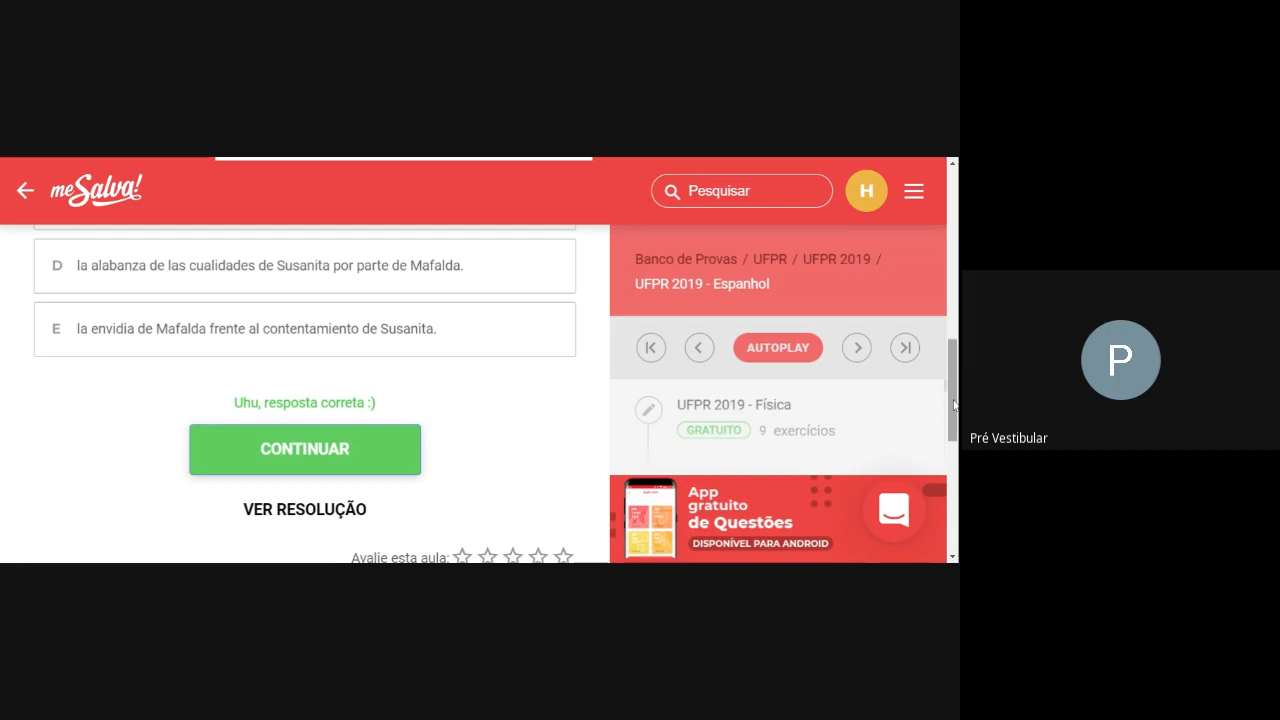 me Salva!
Pesquisar
H
D la alabanza de las cualidades de Susanita por parte de Mafalda.
E la envidia de Mafalda frente al contentamiento de Susanita.
Uhu, resposta correta :)
CONTINUAR
VER RESOLUÇÃO
Avalie esta aula:
Banco de Provas / UFPR / UFPR 2019 /
UFPR 2019 - Espanhol
AUTOPLAY
UFPR 2019 - Física
GRATUITO 9 exercícios
App
gratuito
de Questões
DISPONÍVEL PARA ANDROID
P
Pré Vestibular